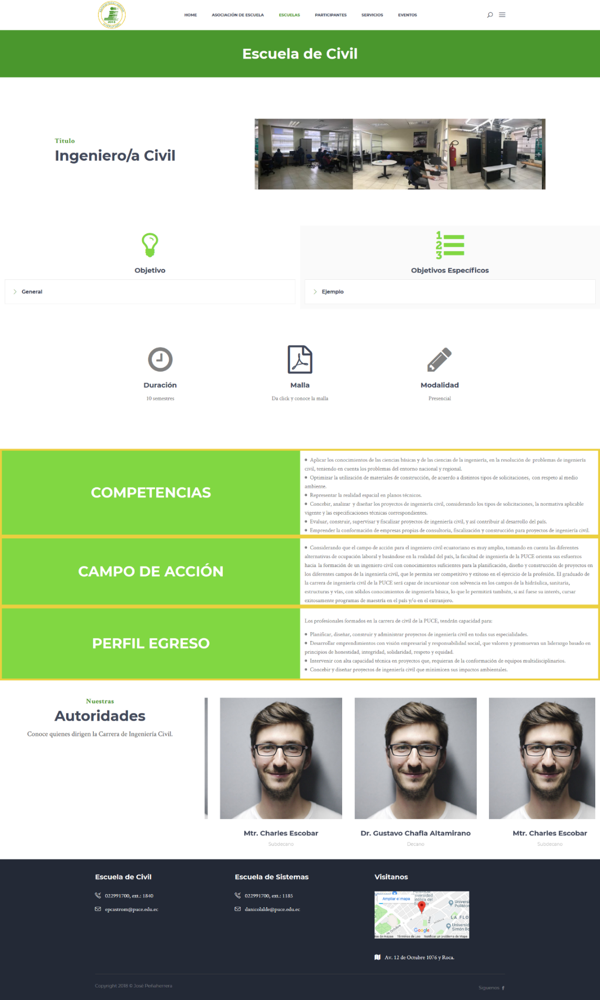 2018
HOME
ASOCIACIÓN DE ESCUELA
ESCUELAS
PARTICIPANTES
SERVICIOS
EVENTOS
Escuela de Civil
Titulo
Ingeniero/a Civil
Objetivo
General
1
2
3
Objetivos Específicos
Ejemplo
Duración
10 semestres
Malla
Da click y conoce la malla
Modalidad
Presencial
COMPETENCIAS
● Aplicar los conocimientos de las ciencias básicas y de las ciencias de la ingeniería, en la resolución de problemas de ingeniería
civil, teniendo en cuenta los problemas del entorno nacional y regional.
● Optimizar la utilización de materiales de construcción, de acuerdo a distintos tipos de solicitaciones, con respeto al medio
ambiente.
● Representar la realidad espacial en planos técnicos.
● Concebir, analizar y diseñar los proyectos de ingeniería civil, considerando los tipos de solicitaciones, la normativa aplicable
vigente y las especificaciones técnicas correspondientes.
● Evaluar, construir, supervisar y fiscalizar proyectos de ingeniería civil, y así contribuir al desarrollo del país.
● Emprender la conformación de empresas propias de consultoría, fiscalización y construcción para proyectos de ingeniería civil.
CAMPO DE ACCIÓN
● Considerando que el campo de acción para el ingeniero civil ecuatoriano es muy amplio, tomando en cuenta las diferentes
alternativas de ocupación laboral y basándose en la realidad del país, la facultad de ingeniería de la PUCE orienta sus esfuerzos
hacia la formación de un ingeniero civil con conocimientos suficientes para la planificación, diseño y construcción de proyectos en
los diferentes campos de la ingeniería civil, que le permita ser competitivo y exitoso en el ejercicio de la profesión. El graduado de
la carrera de ingeniería civil de la PUCE será capaz de incursionar con solvencia en los campos de la hidráulica, sanitaria,
estructuras y vías, con sólidos conocimientos de ingeniería básica, lo que le permitirá también, si así fuese su interés, cursar
exitosamente programas de maestría en el país y/o en el extranjero.
PERFIL EGRESO
Los profesionales formados en la carrera de civil de la PUCE, tendrán capacidad para:
● Planificar, diseñar, construir y administrar proyectos de ingeniería civil en todas sus especialidades.
● Desarrollar emprendimientos con visión empresarial y responsabilidad social, que valoren y promuevan un liderazgo basado en
principios de honestidad, integridad, solidaridad, respeto y equidad.
● Intervenir con alta capacidad técnica en proyectos que, requieran de la conformación de equipos multidisciplinarios.
● Concebir y diseñar proyectos de ingeniería civil que minimicen sus impactos ambientales.
Nuestras
Autoridades
Conoce quienes dirigen la Carrera de Ingeniería Civil.
Mtr. Charles Escobar
Subdecano
Dr. Gustavo Chafla Altamirano
Decano
Mtr. Charles Escobar
Subdecano
Escuela de Civil
022991700, ext.: 1840
epcastrom@puce.edu.ec
Escuela de Sistemas
022991700, ext.: 1185
danicolalde@puce.edu.ec
Visitanos
Ampliar el mapa
LA FLO
Simón Bo
Google
Términos de uso
Notificar un problema de Maps
Av. 12 de Octubre 1076 y Roca.
Copyright 2018 © José Peñaherrera
Siguenos